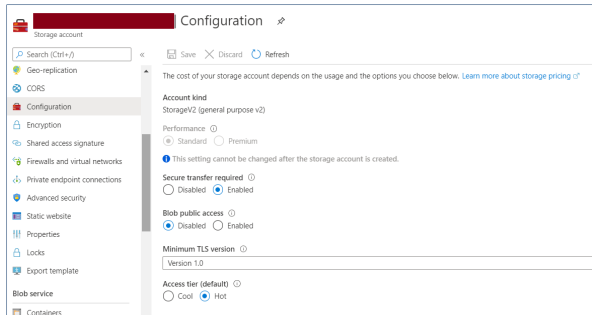 Configuration
Storage account
Search (Ctrl+/)
«
Save
Discard
Refresh
Geo-replication
CORS
Configuration
Encryption
Shared access signature
Firewalls and virtual networks
Private endpoint connections
Advanced security
Static website
Properties
Locks
Export template
Blob service
Containers
The cost of your storage account depends on the usage and the options you choose below. Learn more about storage pricing
Account kind
StorageV2 (general purpose v2)
Performance
Standard Premium
This setting cannot be changed after the storage account is created.
Secure transfer required
Disabled Enabled
Blob public access
Disabled Enabled
Minimum TLS version
Version 1.0
Access tier (default)
Cool Hot